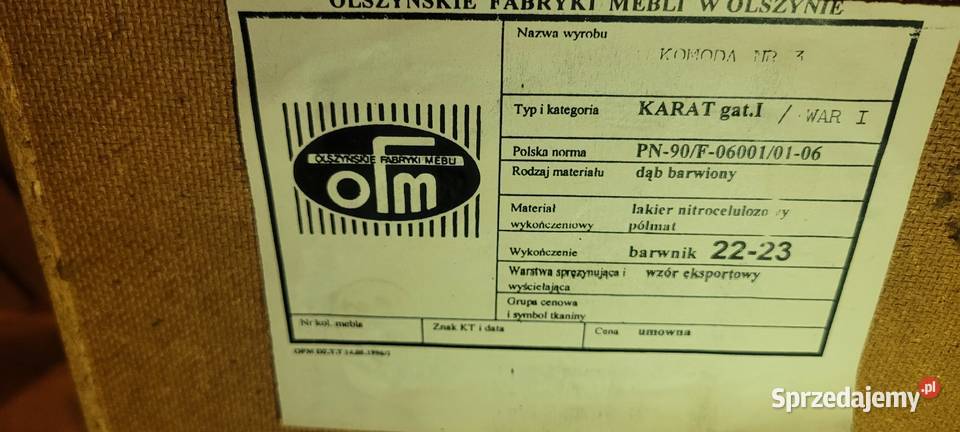 OLSZYŃSKIE FABRYKI MEBLI W OLSZYNIE
Nazwa wyrobu
KOMODA NR 3
Typ i kategoria KARAT gat.I / WAR I
OLSZYŃSKIE FABRYKI MEBLI
ofm
Polska norma PN-90/F-06001/01-06
Rodzaj materiału dąb barwiony
Materiał lakier nitrocelulozowy
wykończeniowy półmat
Wykończenie barwnik 22-23
Warstwa sprężynująca i wzór eksportowy
wyściełająca
Grupa cenowa
i symbol tkaniny
Nr kol. mebla Znak KT i data Cena umowna
Sprzedajemy.pl